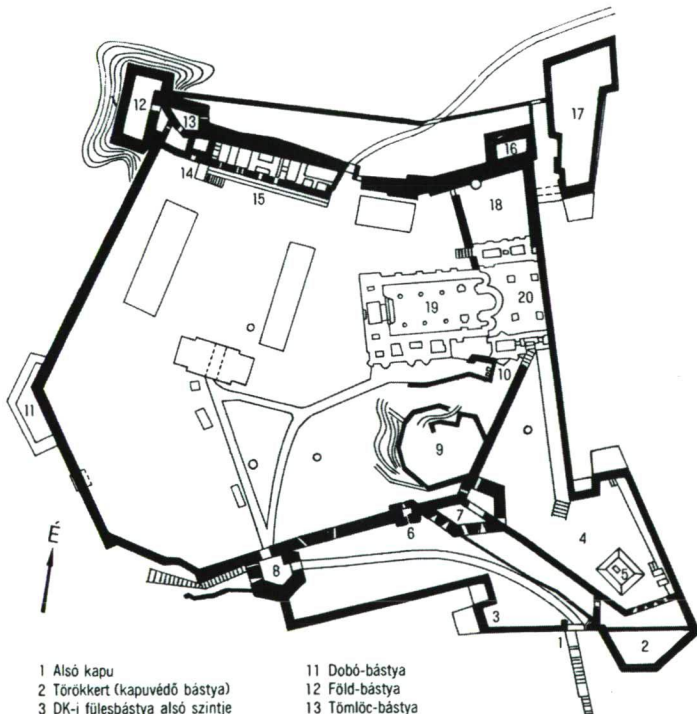 12
13
17
14
15
16
18
19
20
10
11
9
É
7
6
4
8
5
3
1
2
1 Alsó kapu
2 Törökkert (kapuvédő bástya)
3 DK-i fülesbástya alsó szintje
11 Dobó-bástya
12 Föld-bástya
13 Tömlöc-bástya